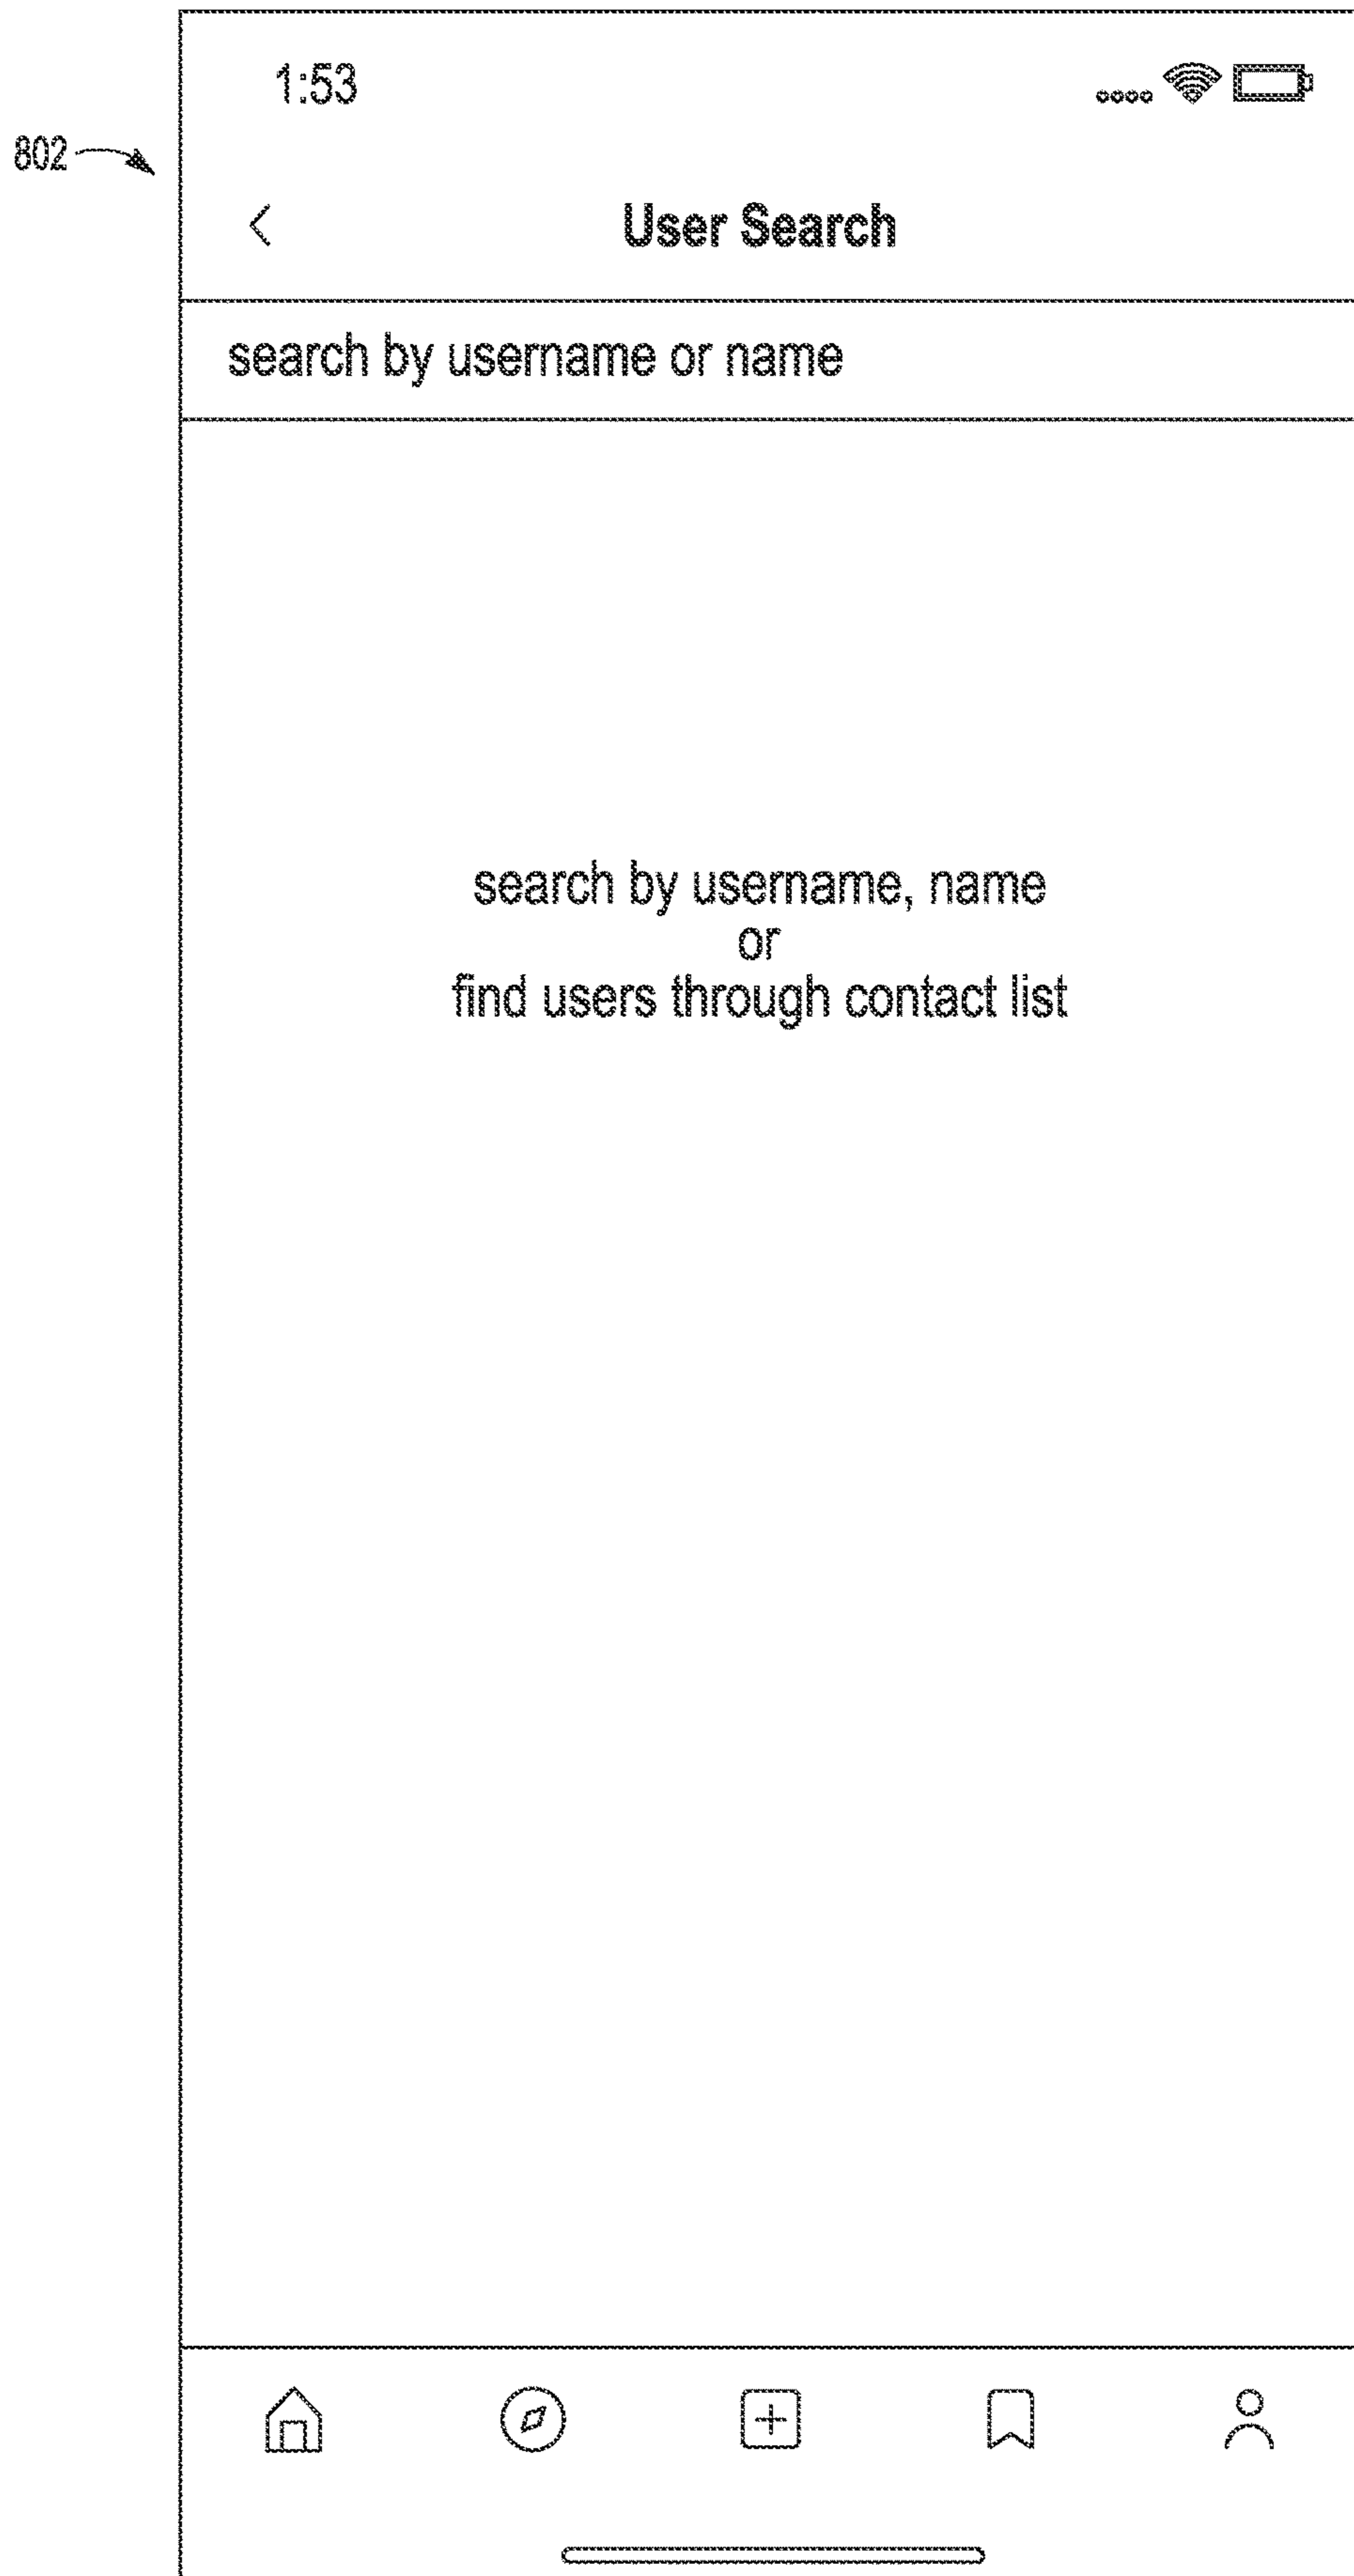 1:53
802
User Search
search by username or name
search by username, name
or
find users through contact list